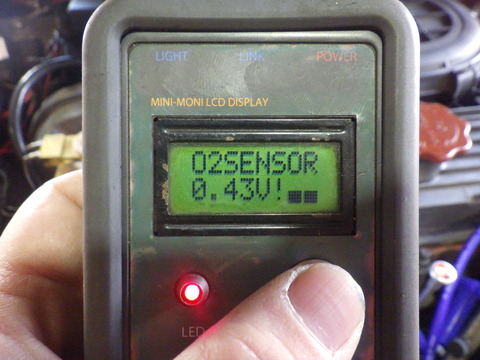 LIGHT LINK POWER
MINI-MONI LCD DISPLAY
O2SENSOR
0.43V!
LED